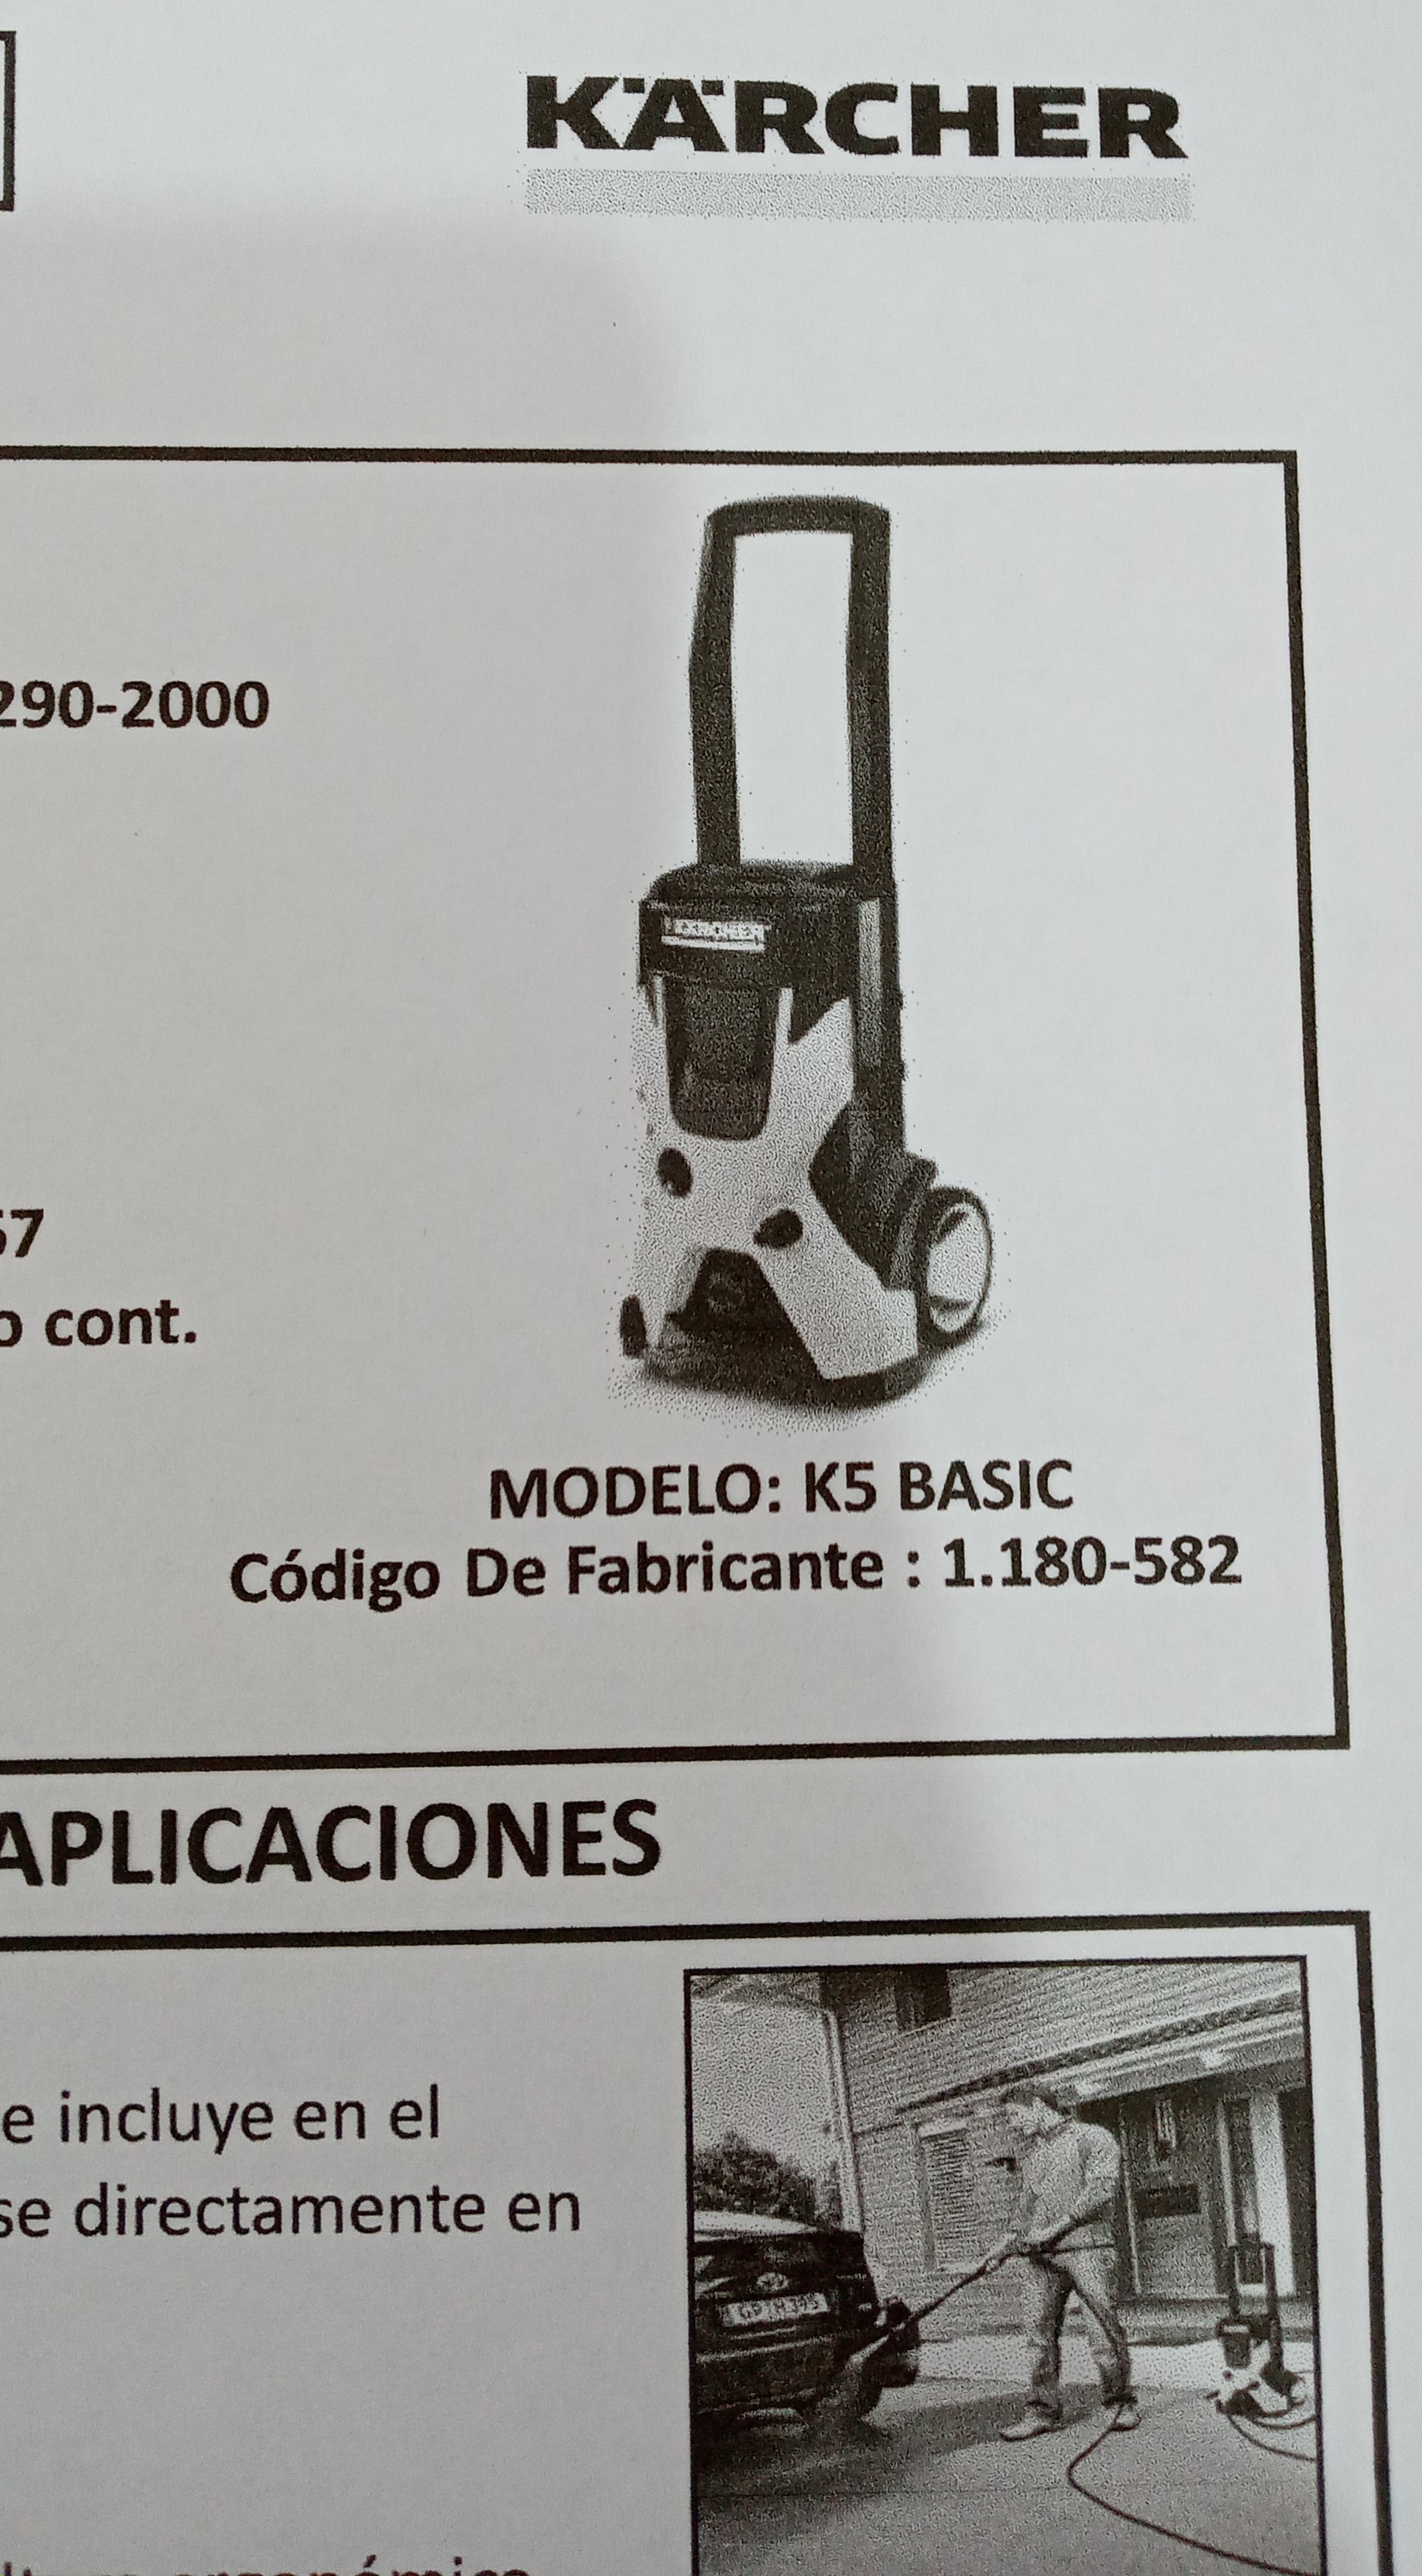 KÄRCHER
290-2000
KÄRCHER
57
o cont.
MODELO: K5 BASIC
Código De Fabricante : 1.180-582
APLICACIONES
e incluye en el
se directamente en